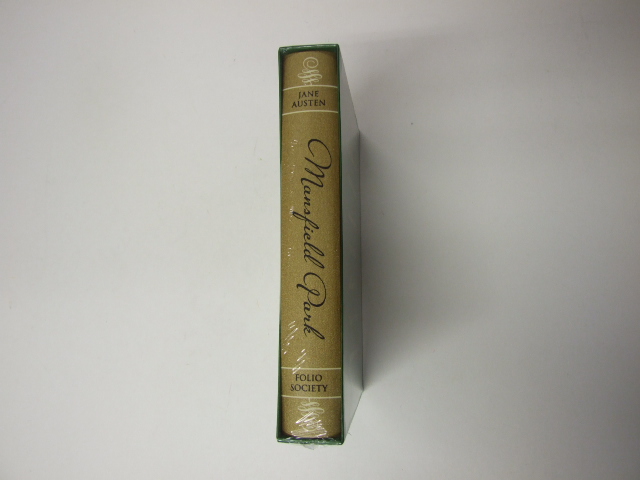 JANE
AUSTEN
Mansfield Park
FOLIO
SOCIETY